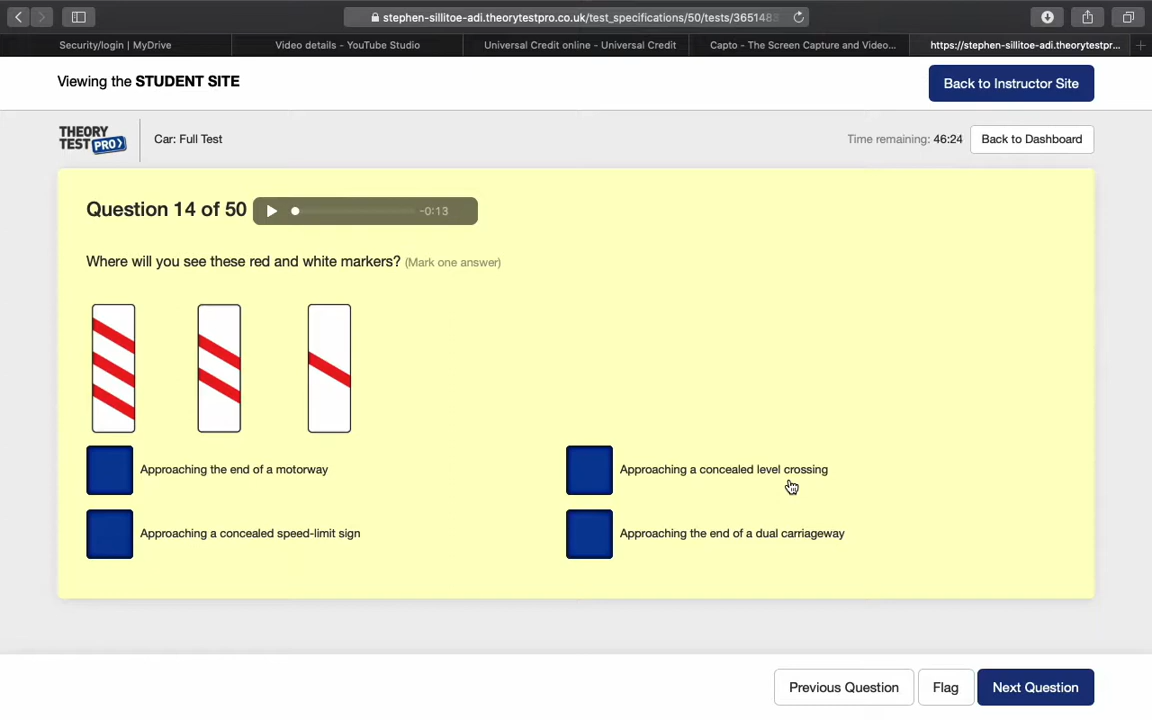 stephen-sillitoe-adi.theorytestpro.co.uk/test_specifications/50/tests/3651483
Security/login | MyDrive
Video details - YouTube Studio
Universal Credit online - Universal Credit
Capto - The Screen Capture and Video...
https://stephen-sillitoe-adi.theorytestpr...
Viewing the STUDENT SITE
Back to Instructor Site
THEORY
TEST PRO
Car: Full Test
Time remaining: 46:24
Back to Dashboard
Question 14 of 50
-0:13
Where will you see these red and white markers? (Mark one answer)
Approaching the end of a motorway
Approaching a concealed level crossing
Approaching a concealed speed-limit sign
Approaching the end of a dual carriageway
Previous Question
Flag
Next Question